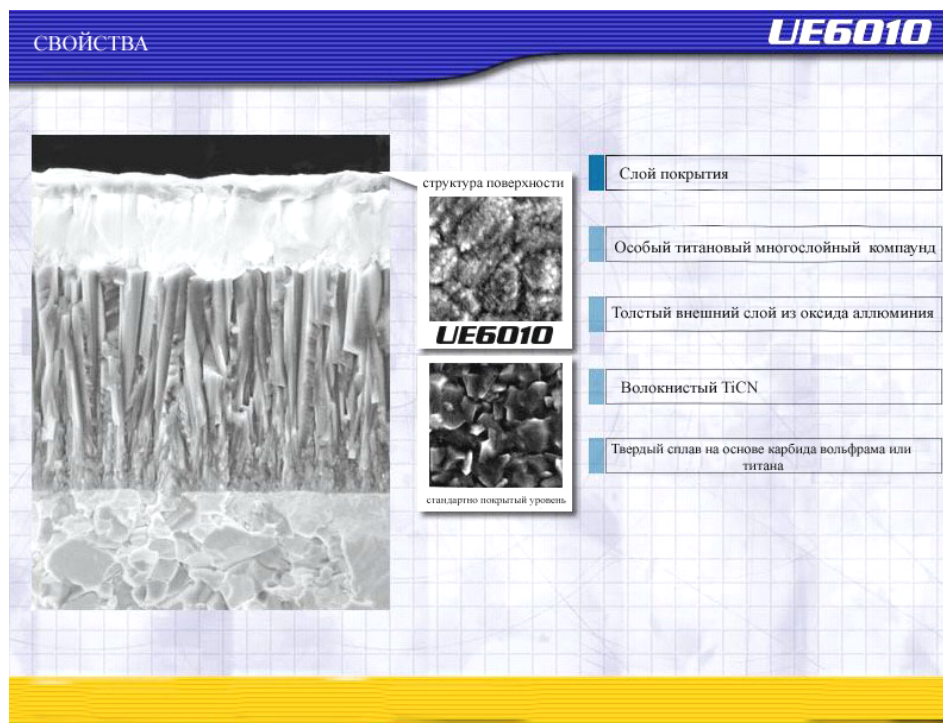 СВОЙСТВА
UE6010
структура поверхности
UE6010
стандартно покрытый уровень
Слой покрытия
Особый титановый многослойный компаунд
Толстый внешний слой из оксида аллюминия
Волокнистый TiCN
Твердый сплав на основе карбида вольфрама или
титана